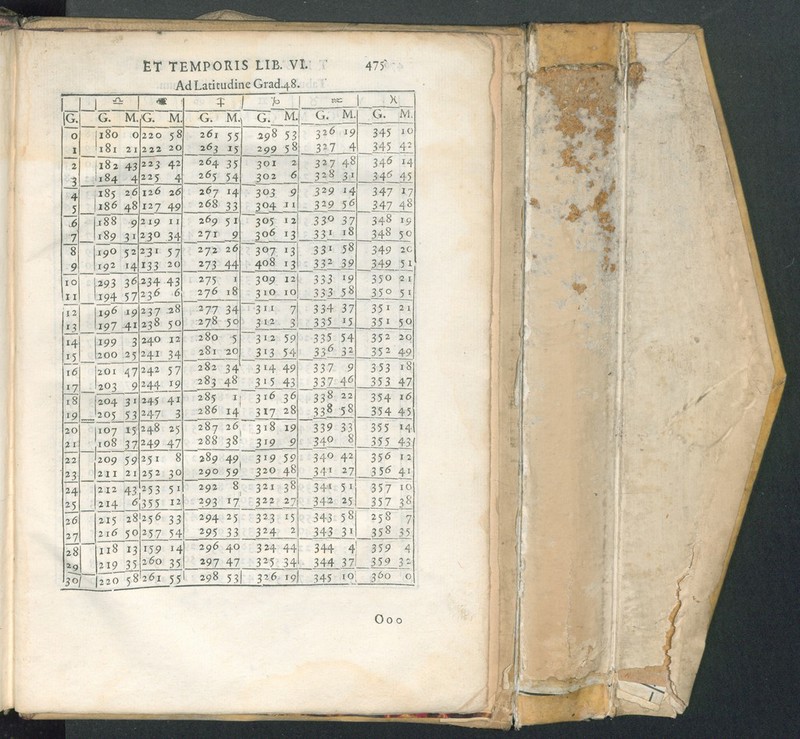 ET TEMPORIS LIB. VI. 475
Ad Latitudine Grad.48.
♎ ♏ ♐ ♑ ♒ ♓
G. G. M. G. M. G. M. G. M. G. M. G. M.
0 180 0 220 58 261 55 298 53 326 19 345 10
1 181 21 222 20 263 15 299 58 327 4 345 42
2 182 43 223 42 264 35 301 2 327 48 346 14
3 184 4 225 4 265 54 302 6 328 31 346 45
4 185 26 126 26 267 14 303 9 329 14 347 17
5 186 48 127 49 268 33 304 11 329 56 347 48
6 188 9 219 11 269 51 305 12 330 37 348 19
7 189 31 230 34 271 9 306 13 331 18 348 50
8 190 52 231 57 272 26 307 13 331 58 349 20
9 192 14 133 20 273 44 408 13 332 39 349 51
10 293 36 234 43 275 1 309 12 333 19 350 21
11 194 57 236 6 276 18 310 10 333 58 350 51
12 196 19 237 28 277 34 311 7 334 37 351 21
13 197 41 238 50 278 50 312 3 335 15 351 50
14 199 3 240 12 280 5 312 59 335 54 352 20
15 200 25 241 34 281 20 313 54 336 32 352 49
16 201 47 242 57 282 34 314 49 337 9 353 18
17 203 9 244 19 283 48 315 43 337 46 353 47
18 204 31 245 41 285 1 316 36 338 22 354 16
19 205 53 247 3 286 14 317 28 338 58 354 45
20 107 15 248 25 287 26 318 19 339 33 355 14
21 108 37 249 47 288 38 319 9 340 8 355 43
22 209 59 251 8 289 49 319 59 340 42 356 12
23 211 21 252 30 290 59 320 48 341 27 356 41
24 212 43 253 51 292 8 321 38 341 51 357 10
25 214 6 355 12 293 17 322 27 342 25 357 38
26 215 28 256 33 294 25 323 15 343 58 258 7
27 216 50 257 54 295 33 324 2 343 31 358 35
28 118 13 159 14 296 40 324 44 344 4 359 4
29 219 35 260 35 297 47 325 34 344 37 359 32
30 220 58 261 55 298 53 326 19 345 10 360 0
Ooo